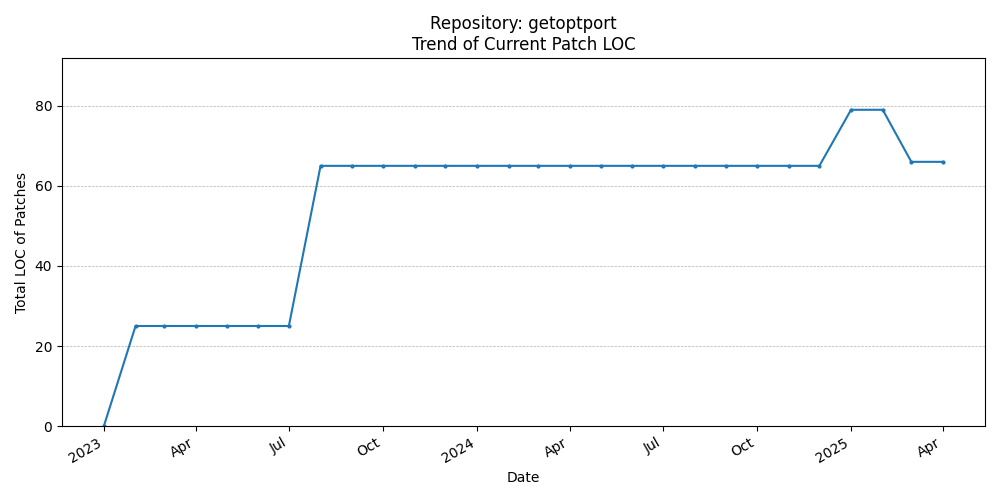 Repository: getoptport
Trend of Current Patch LOC
Total LOC of Patches
80
60
40
20
0
2023
Apr
Jul
Oct
2024
Apr
Jul
Oct
2025
Apr
Date